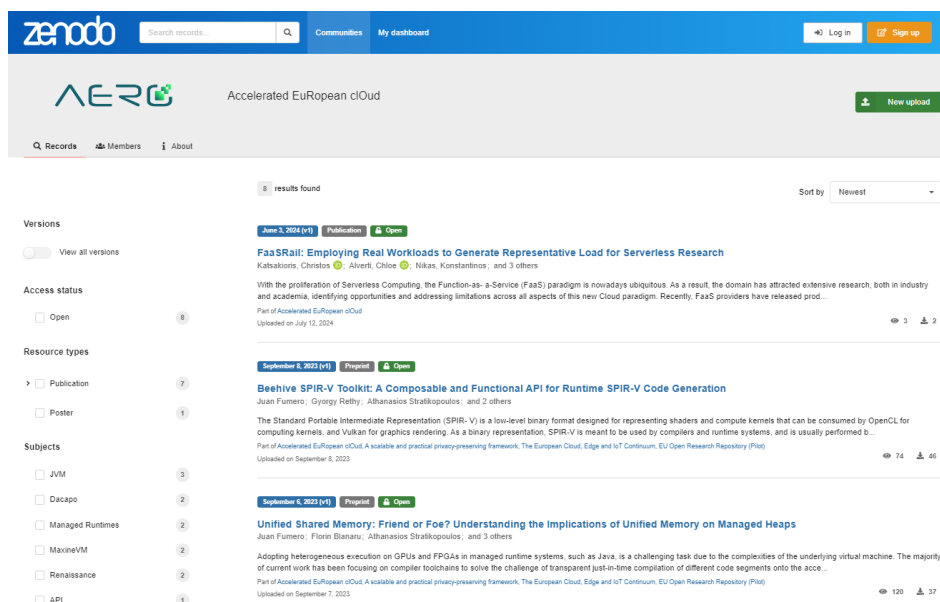 zenodo
Search records...
Communities
My dashboard
Log in
Sign up
AERO
Accelerated EuRopean clOud
New upload
Records
Members
About
8 results found
Sort by
Newest
Versions
View all versions
Access status
Open
8
Resource types
Publication
7
Poster
1
Subjects
JVM
3
Dacapo
2
Managed Runtimes
2
MaxineVM
2
Renaissance
2
API
1
June 3, 2024 (v1)
Publication
Open
FaaSRail: Employing Real Workloads to Generate Representative Load for Serverless Research
Katsakioris, Christos iD; Alverti, Chloe iD; Nikas, Konstantinos; and 3 others
With the proliferation of Serverless Computing, the Function-as- a-Service (FaaS) paradigm is nowadays ubiquitous. As a result, the domain has attracted extensive research, both in industry
and academia, identifying opportunities and addressing limitations across all aspects of this new Cloud paradigm. Recently, FaaS providers have released prod...
Part of Accelerated EuRopean clOud
Uploaded on July 12, 2024
3
2
September 8, 2023 (v1)
Preprint
Open
Beehive SPIR-V Toolkit: A Composable and Functional API for Runtime SPIR-V Code Generation
Juan Fumero; Gyorgy Rethy; Athanasios Stratikopoulos; and 2 others
The Standard Portable Intermediate Representation (SPIR- V) is a low-level binary format designed for representing shaders and compute kernels that can be consumed by OpenCL for
computing kernels, and Vulkan for graphics rendering. As a binary representation, SPIR-V is meant to be used by compilers and runtime systems, and is usually performed b...
Part of Accelerated EuRopean clOud, A scalable and practical privacy-preserving framework, The European Cloud, Edge and IoT Continuum, EU Open Research Repository (Pilot)
Uploaded on September 8, 2023
74
46
September 6, 2023 (v1)
Preprint
Open
Unified Shared Memory: Friend or Foe? Understanding the Implications of Unified Memory on Managed Heaps
Juan Fumero; Florin Blanaru; Athanasios Stratikopoulos; and 3 others
Adopting heterogeneous execution on GPUs and FPGAs in managed runtime systems, such as Java, is a challenging task due to the complexities of the underlying virtual machine. The majority
of current work has been focusing on compiler toolchains to solve the challenge of transparent just-in-time compilation of different code segments onto the acce...
Part of Accelerated EuRopean clOud, A scalable and practical privacy-preserving framework, The European Cloud, Edge and IoT Continuum, EU Open Research Repository (Pilot)
Uploaded on September 7, 2023
120
37